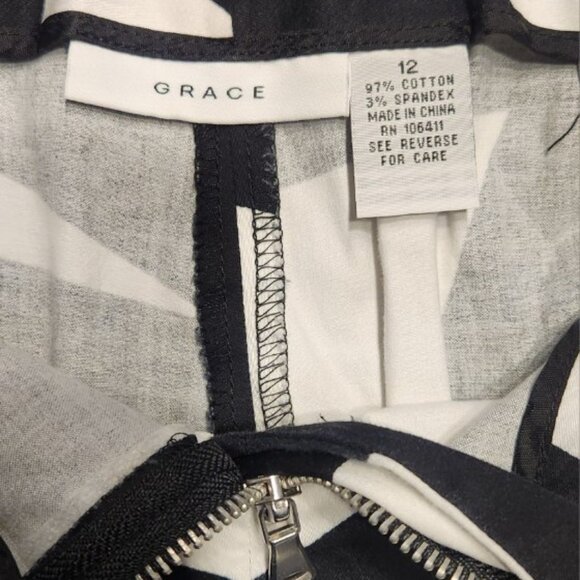 GRACE
12
97% COTTON
3% SPANDEX
MADE IN CHINA
RN 106411
SEE REVERSE
FOR CARE